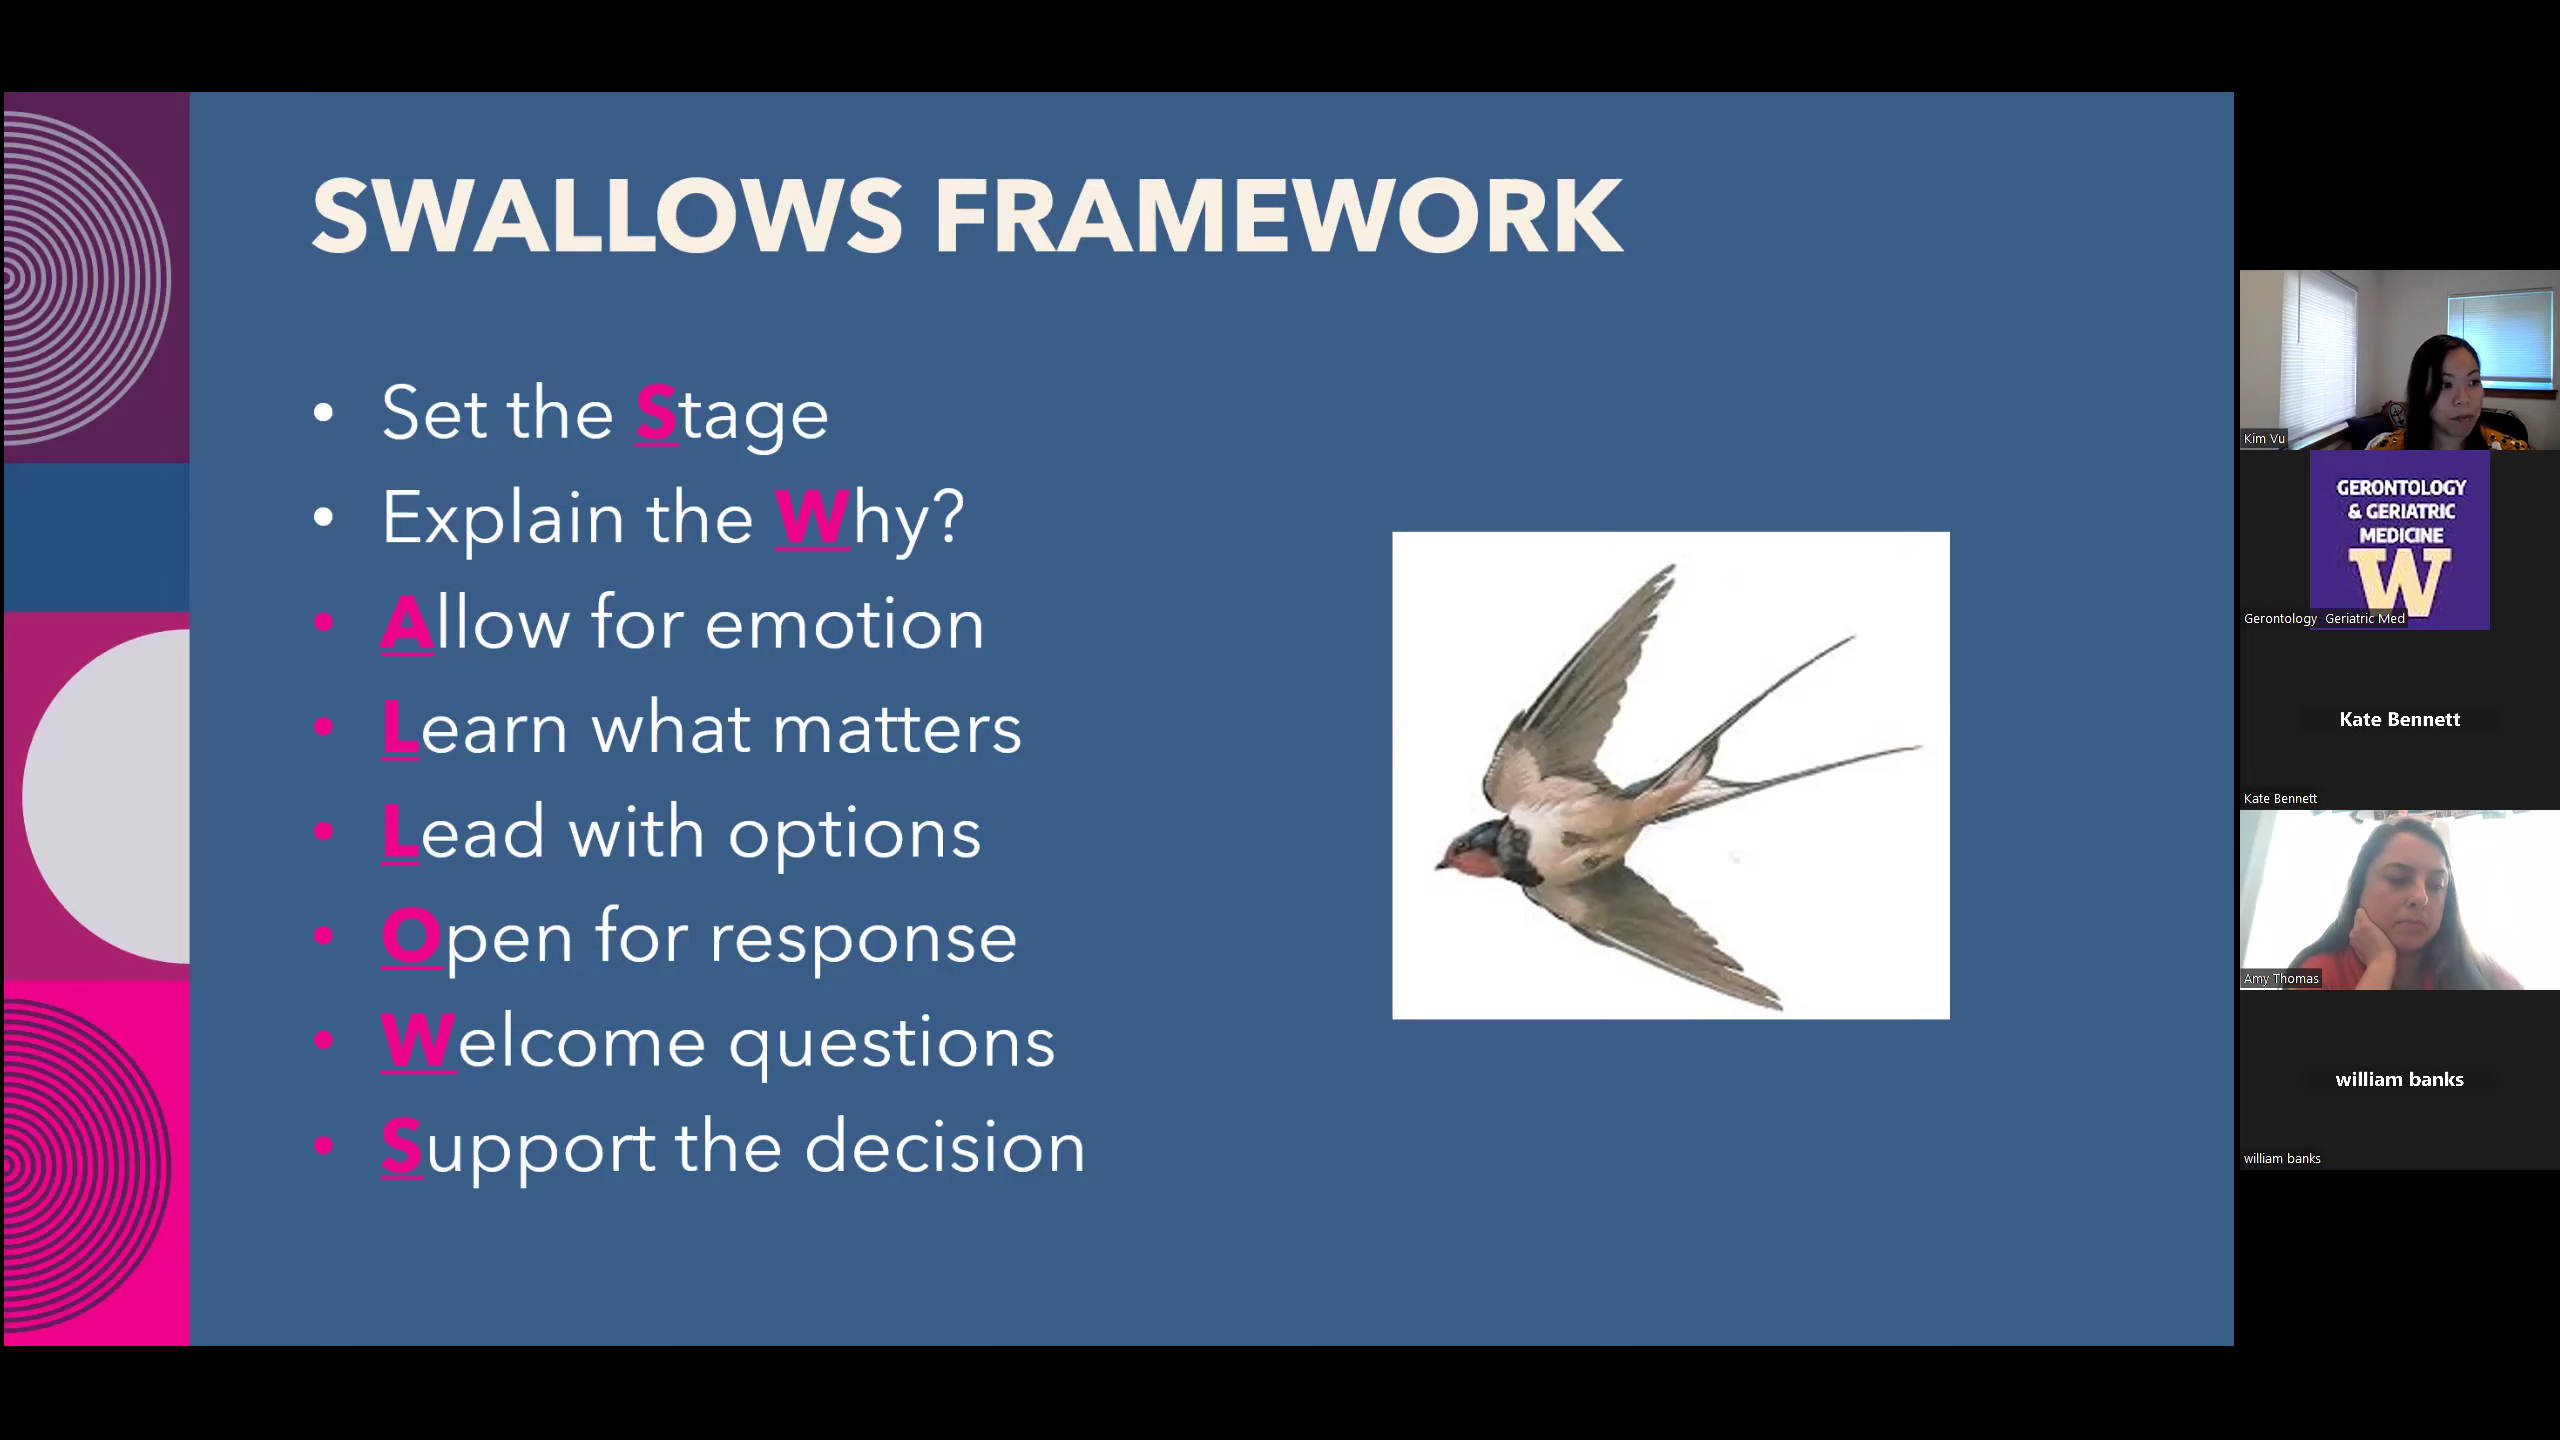 SWALLOWS FRAMEWORK
• Set the Stage
• Explain the Why?
• Allow for emotion
• Learn what matters
• Lead with options
• Open for response
• Welcome questions
• Support the decision
Kim Vu
GERONTOLOGY
& GERIATRIC
MEDICINE
W
Gerontology Geriatric Med
Kate Bennett
Kate Bennett
Amy Thomas
william banks
william banks